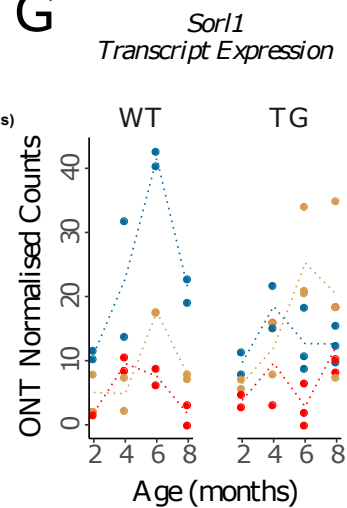 G
Sorl1
Transcript Expression
s)
WT
TG
ONT Normalised Counts
40
30
20
10
0
2 4 6 8
2 4 6 8
Age (months)